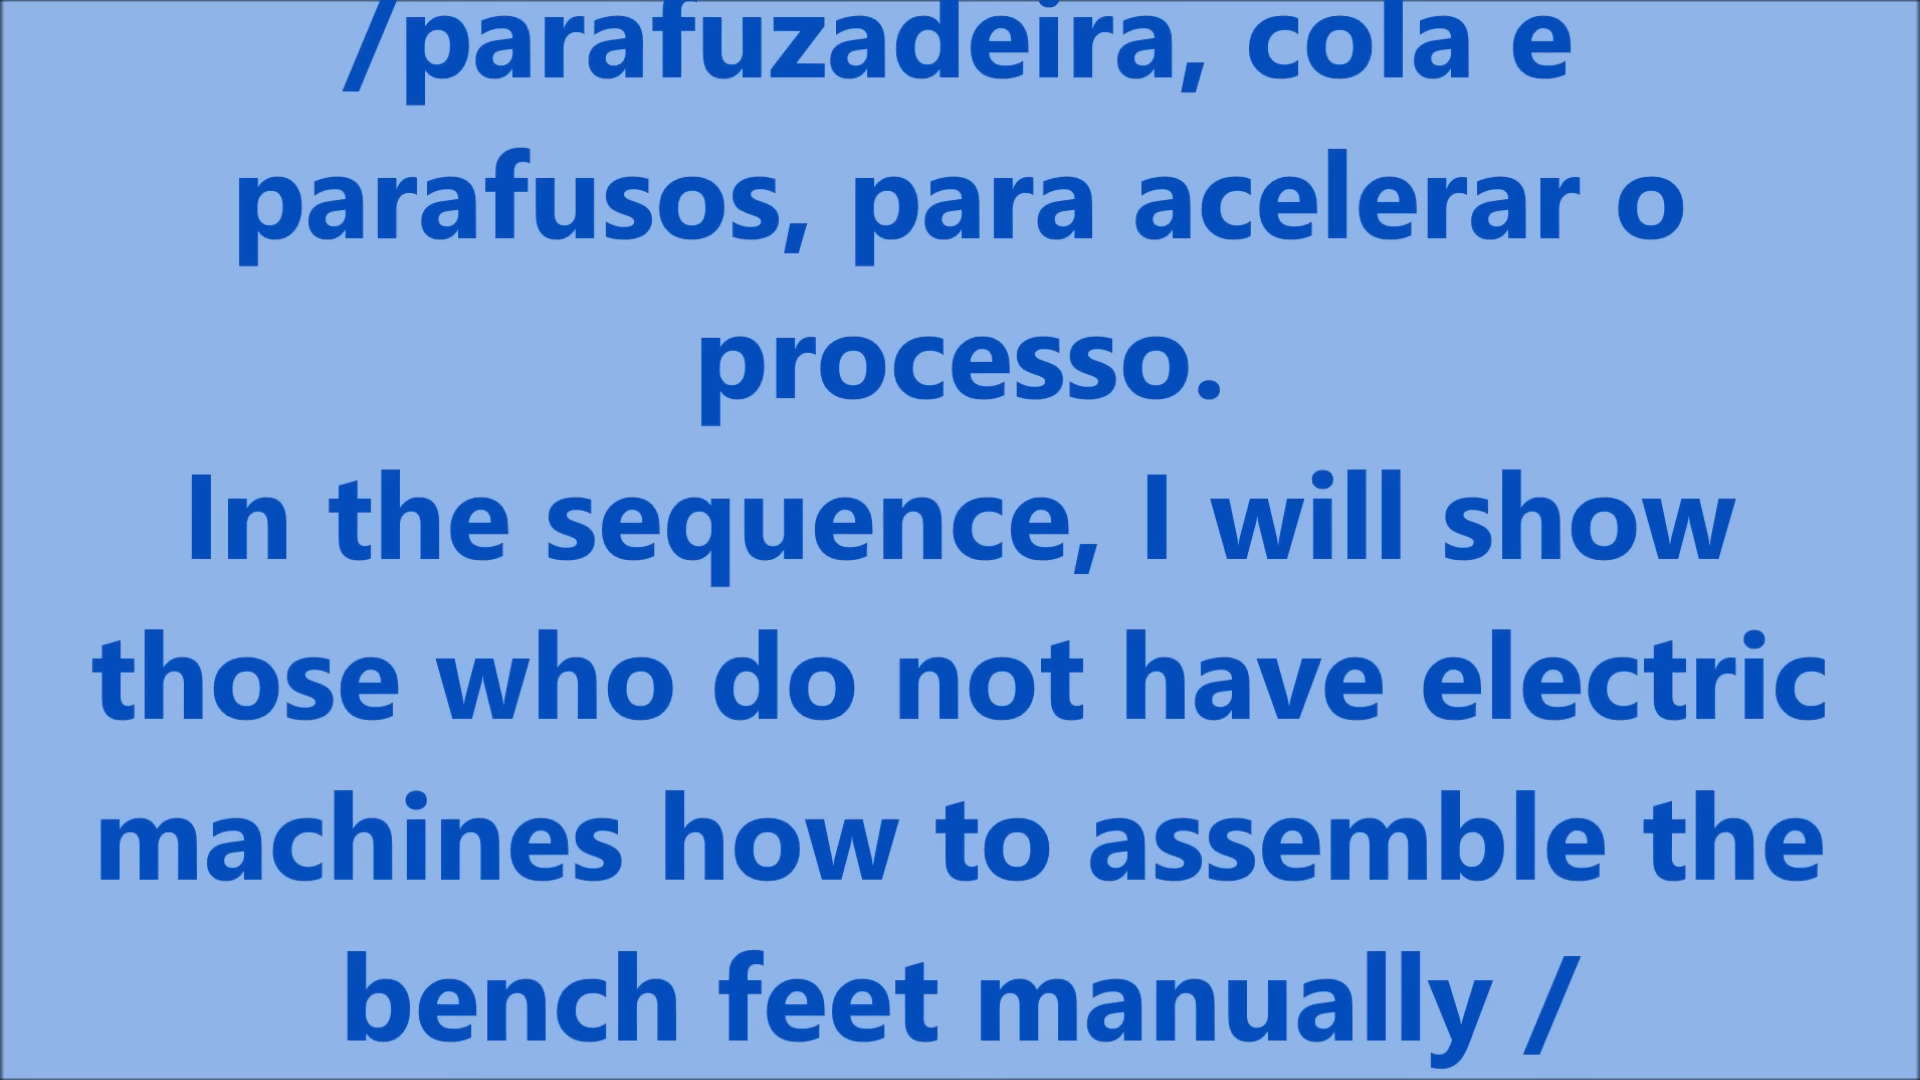 /parafuzadeira, cola e
parafusos, para acelerar o
processo.
In the sequence, I will show
those who do not have electric
machines how to assemble the
bench feet manually /